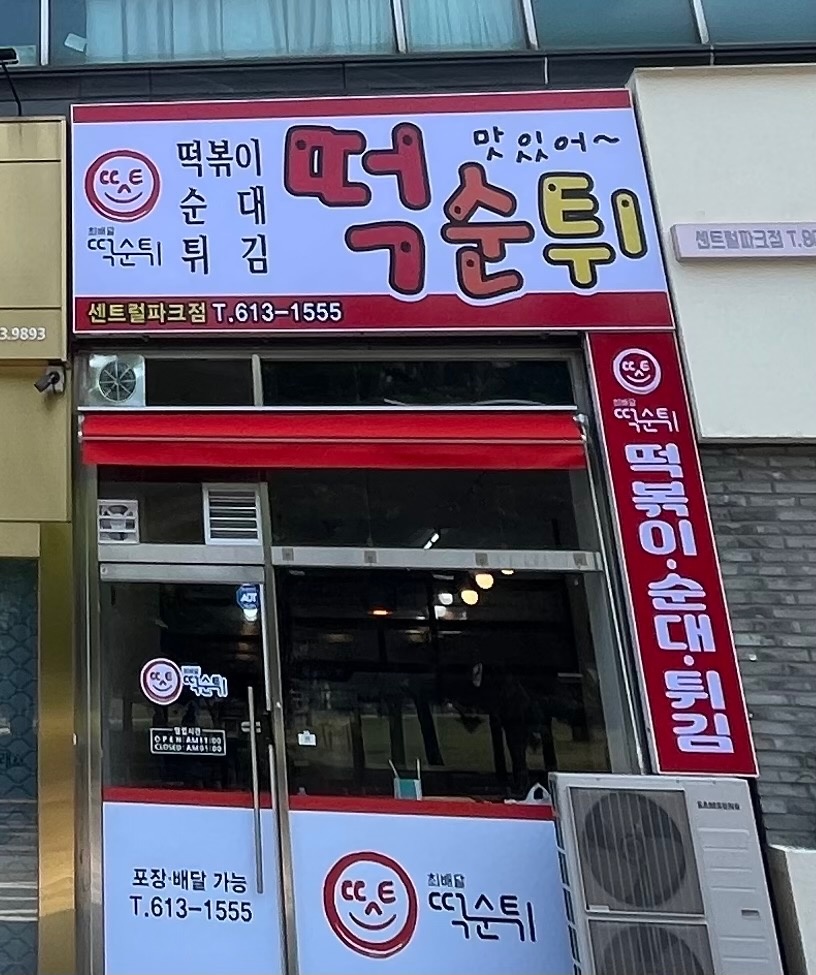 떡볶이
순대
튀김
맛있어~
떡순튀
ㄸㅅㅌ
최배달
떡순튀
센트럴파크점 T.613-1555
3.9893
센트럴파크점
최배달
떡순튀
떡볶이·순대·튀김
ADT
최배달
떡순튀
영업시간
OPEN:AM11:00
CLOSED:AM01:00
SAMSUNG
포장·배달 가능
T.613-1555
최배달
떡순튀